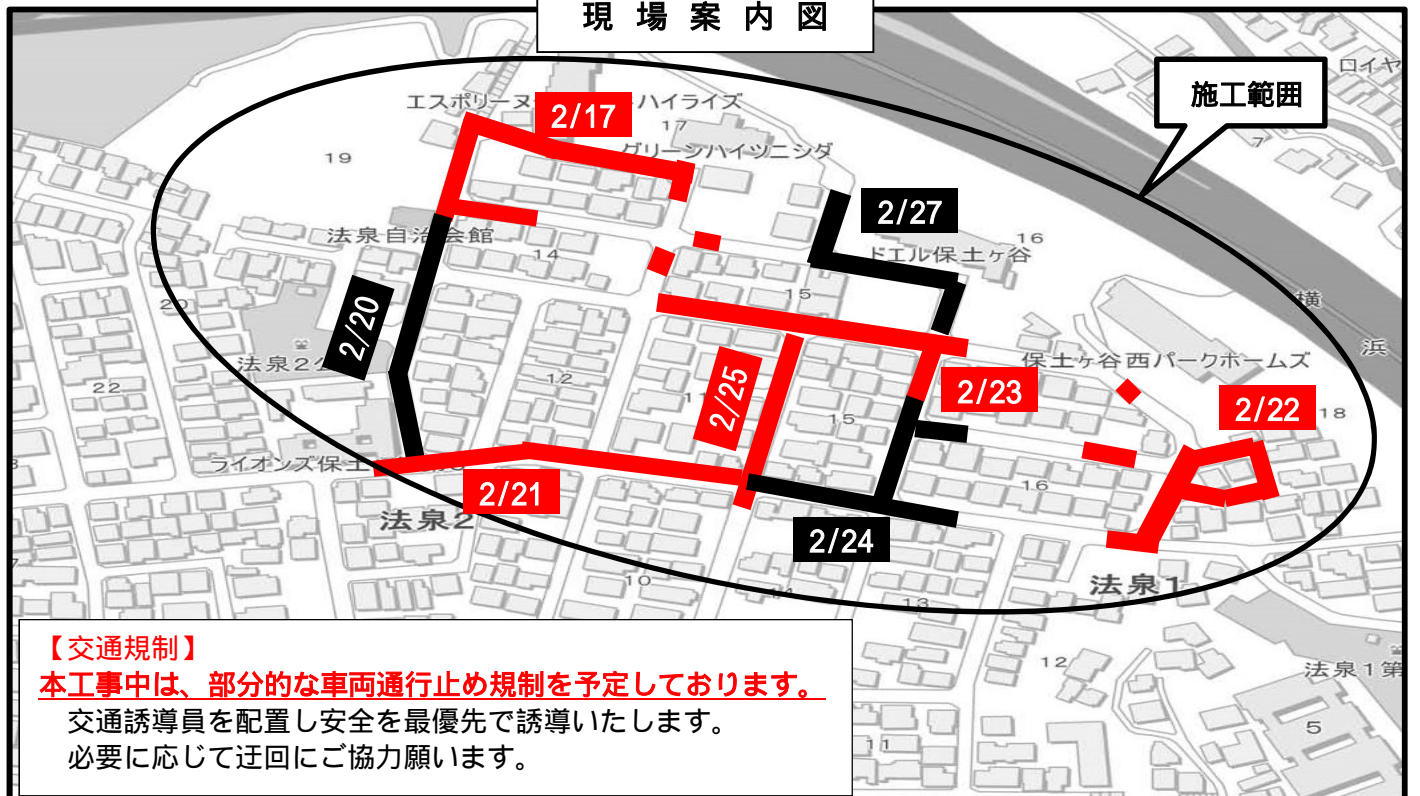 現場案内図
施工範囲
ロイヤ
エスポリーヌ
ハイライズ
2/17
17
グリーンハイツニシダ
7
19
2/27
16
ドエル保土ヶ谷
法泉自治会館
14
15
横
浜
20
2/20
法泉2公
22
12
2/25
11
15
保土ヶ谷西パークホームズ
2/23
2/22
18
ライオンズ保土
2/21
16
法泉2
2/24
10
14
13
法泉1
12
法泉1第
5
11
【交通規制】
本工事中は、部分的な車両通行止め規制を予定しております。
交通誘導員を配置し安全を最優先で誘導いたします。
必要に応じて迂回にご協力願います。